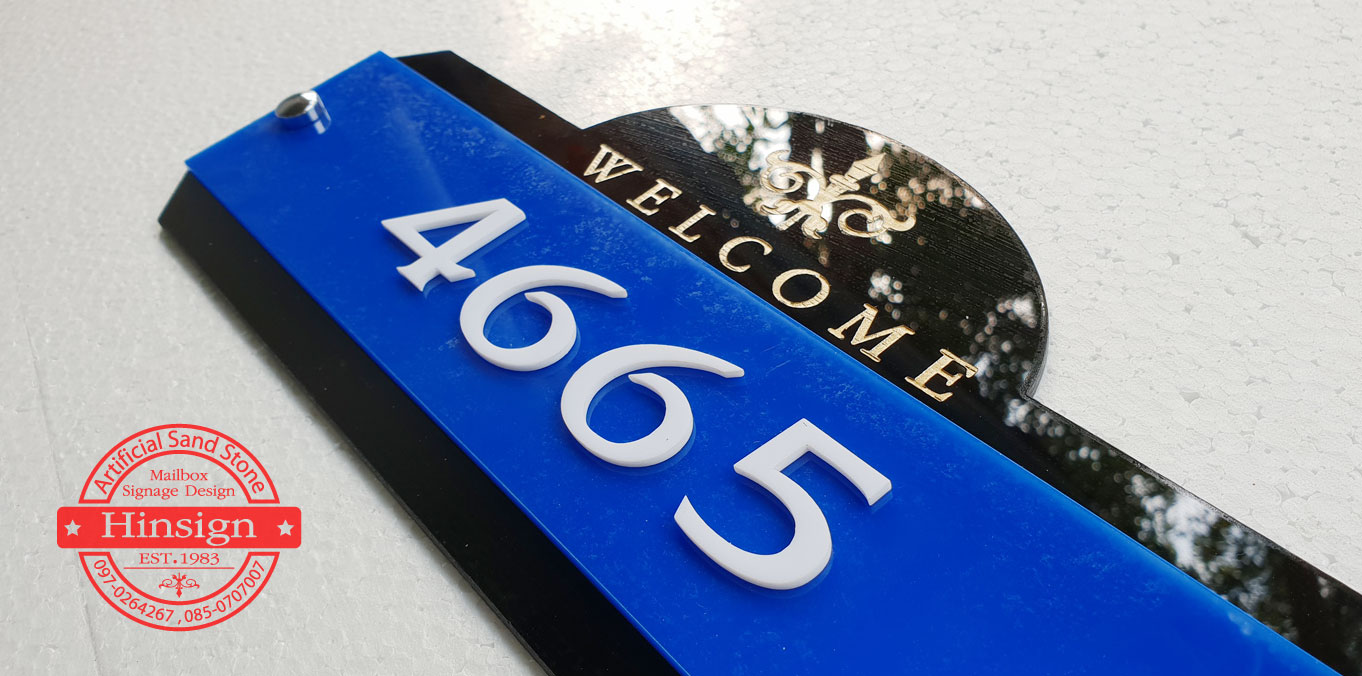 WELCOME
4665
Artificial Sand Stone
Mailbox
Signage Design
Hinsign
EST.1983
097-0264267 , 085-0707007